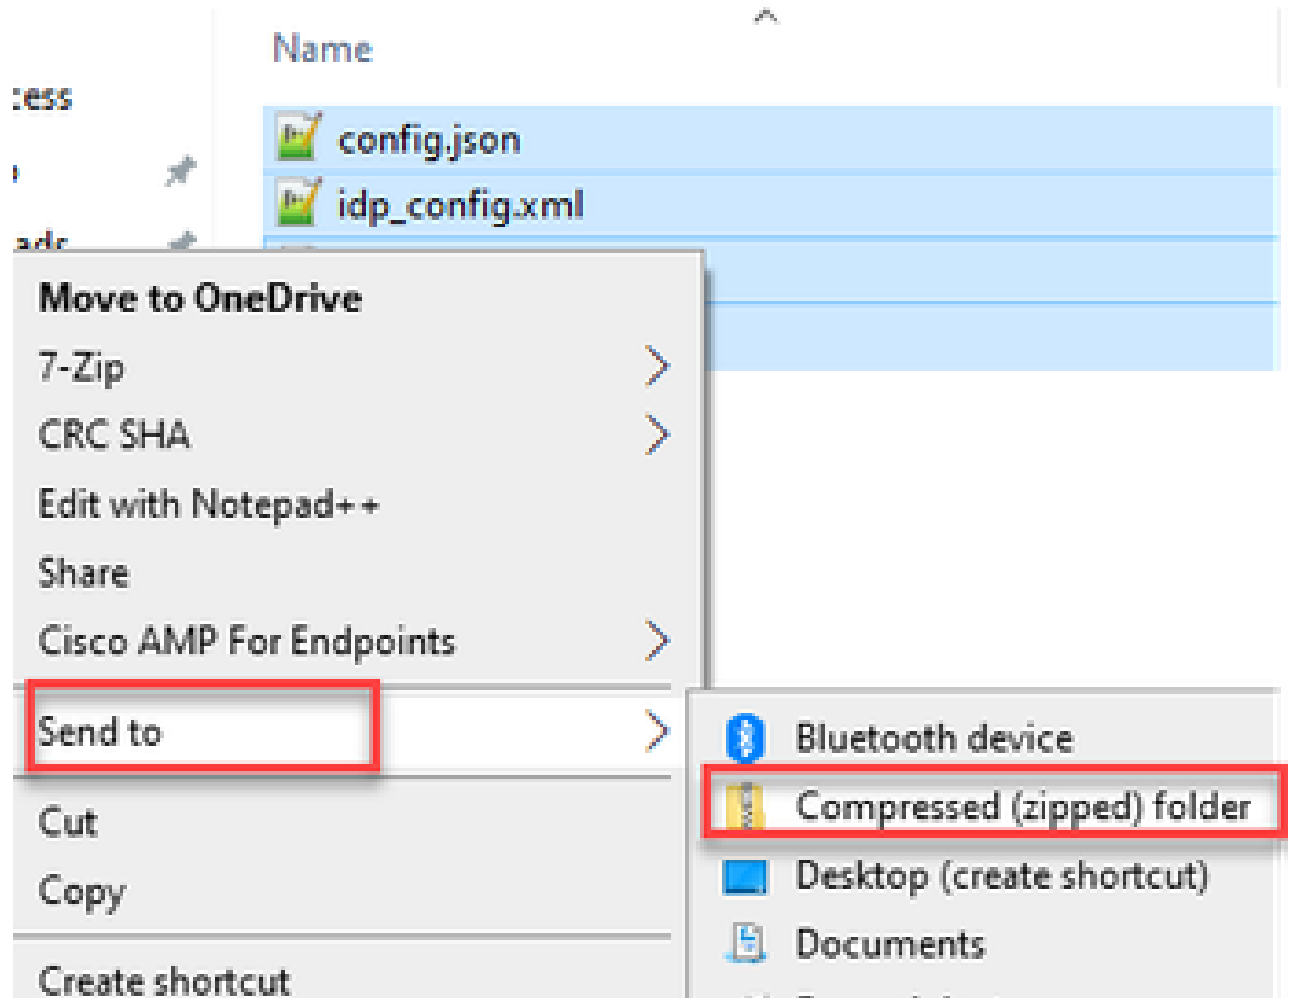 Name
config.json
idp_config.xml
Move to OneDrive
7-Zip
CRC SHA
Edit with Notepad++
Share
Cisco AMP For Endpoints
Send to
Bluetooth device
Compressed (zipped) folder
Cut
Desktop (create shortcut)
Copy
Documents
Create shortcut